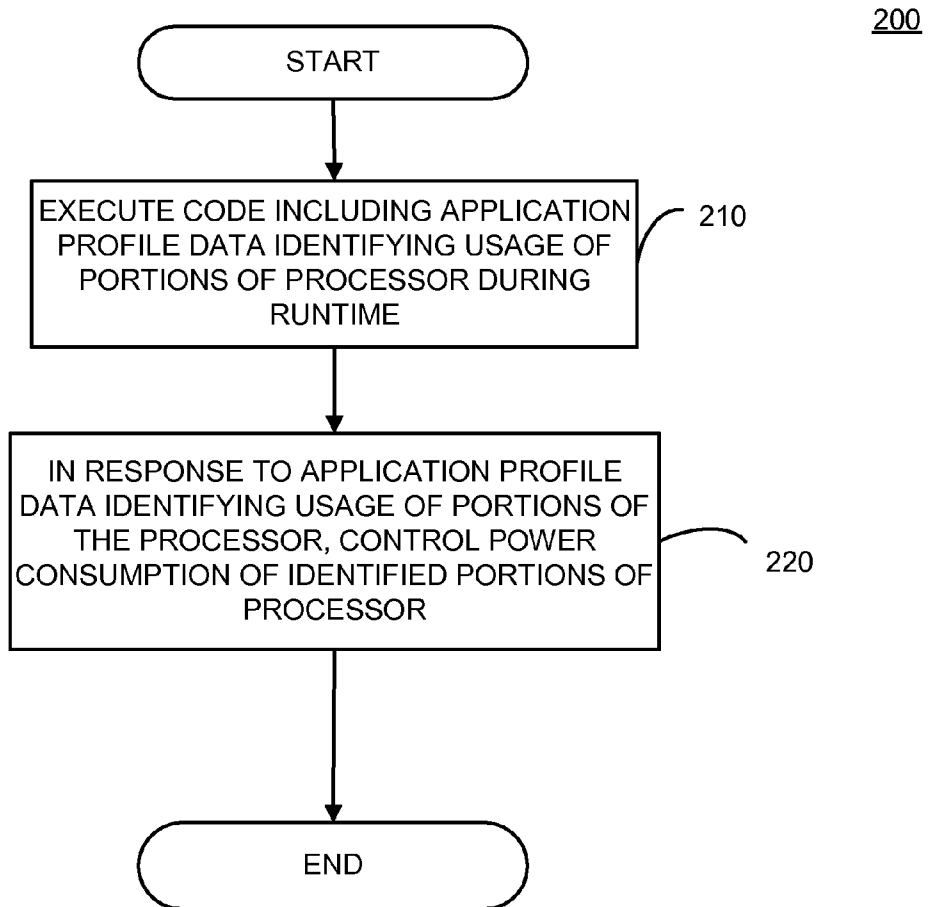 200
START
EXECUTE CODE INCLUDING APPLICATION
PROFILE DATA IDENTIFYING USAGE OF
PORTIONS OF PROCESSOR DURING
RUNTIME
210
IN RESPONSE TO APPLICATION PROFILE
DATA IDENTIFYING USAGE OF PORTIONS OF
THE PROCESSOR, CONTROL POWER
CONSUMPTION OF IDENTIFIED PORTIONS OF
PROCESSOR
220
END